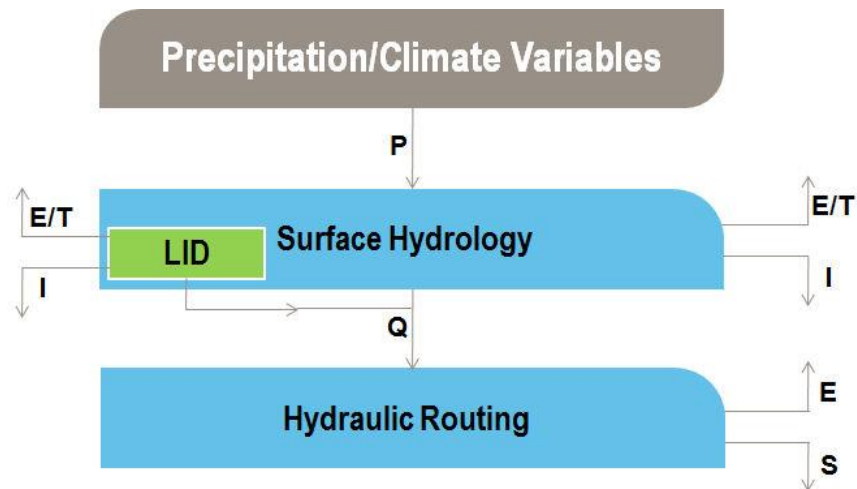 Precipitation/Climate Variables
P
E/T
E/T
LID
Surface Hydrology
I
I
Q
E
Hydraulic Routing
S